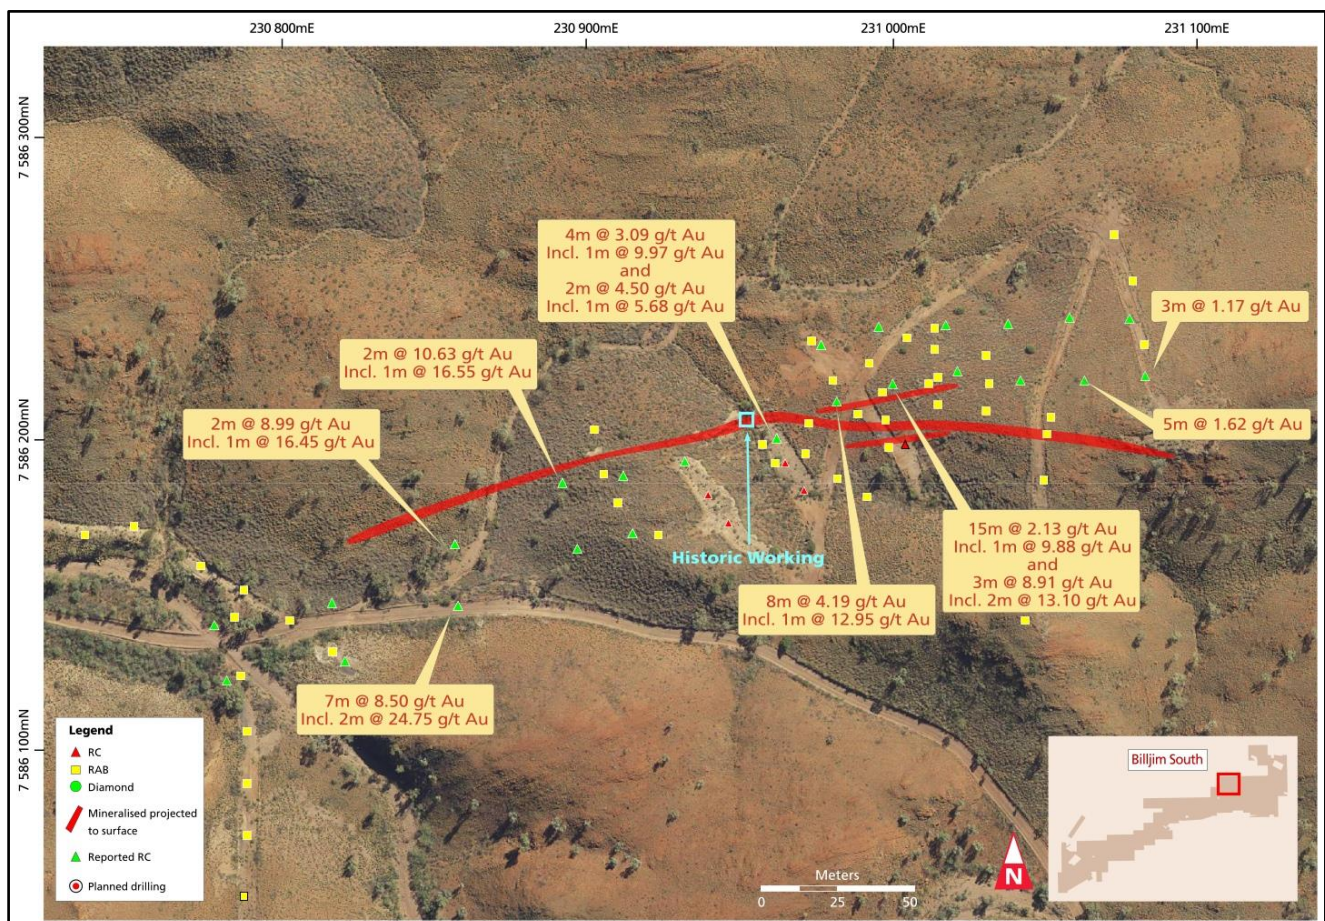 230 800mE
230 900mE
231 000mE
231 100mE
7 586 300mN
7 586 200mN
7 586 100mN
4m @ 3.09 g/t Au
Incl. 1m @ 9.97 g/t Au
and
2m @ 4.50 g/t Au
Incl. 1m @ 5.68 g/t Au
3m @ 1.17 g/t Au
2m @ 10.63 g/t Au
Incl. 1m @ 16.55 g/t Au
2m @ 8.99 g/t Au
Incl. 1m @ 16.45 g/t Au
5m @ 1.62 g/t Au
Historic Working
15m @ 2.13 g/t Au
Incl. 1m @ 9.88 g/t Au
and
3m @ 8.91 g/t Au
Incl. 2m @ 13.10 g/t Au
8m @ 4.19 g/t Au
Incl. 1m @ 12.95 g/t Au
7m @ 8.50 g/t Au
Incl. 2m @ 24.75 g/t Au
Legend
RC
RAB
Diamond
Mineralised projected
to surface
Reported RC
Planned drilling
Billjim South
Meters
0 25 50
N